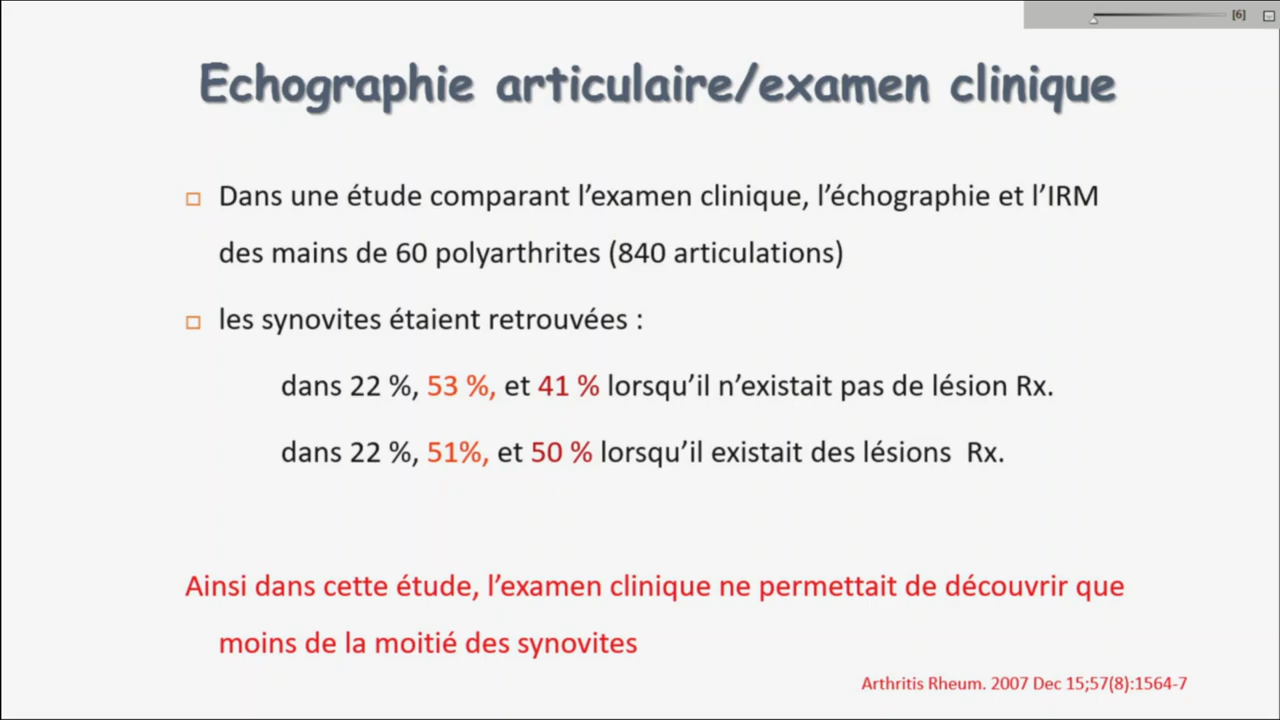 [6]
Echographie articulaire/examen clinique
Dans une étude comparant l’examen clinique, l’échographie et l’IRM
des mains de 60 polyarthrites (840 articulations)
les synovites étaient retrouvées :
dans 22 %, 53 %, et 41 % lorsqu’il n’existait pas de lésion Rx.
dans 22 %, 51%, et 50 % lorsqu’il existait des lésions Rx.
Ainsi dans cette étude, l’examen clinique ne permettait de découvrir que
moins de la moitié des synovites
Arthritis Rheum. 2007 Dec 15;57(8):1564-7